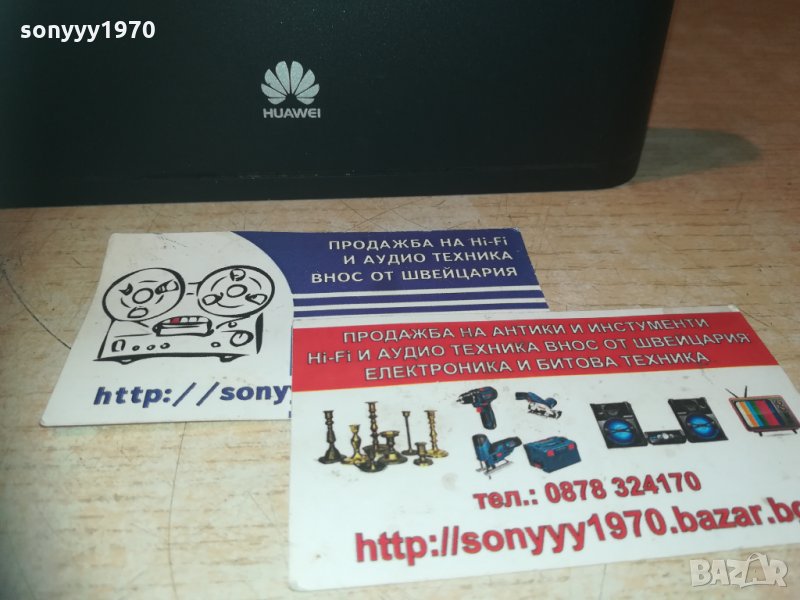 sonyyy1970
HUAWEI
ПРОДАЖБА НА Hi-Fi
И АУДИО ТЕХНИКА
ВНОС ОТ ШВЕЙЦАРИЯ
http://sony
ПРОДАЖБА НА АНТИКИ И ИНСТУМЕНТИ
Hi-Fi И АУДИО ТЕХНИКА ВНОС ОТ ШВЕЙЦАРИЯ
ЕЛЕКТРОНИКА И БИТОВА ТЕХНИКА
тел.: 0878 324170
http://sonyyy1970.bazar.bg
BAZAR